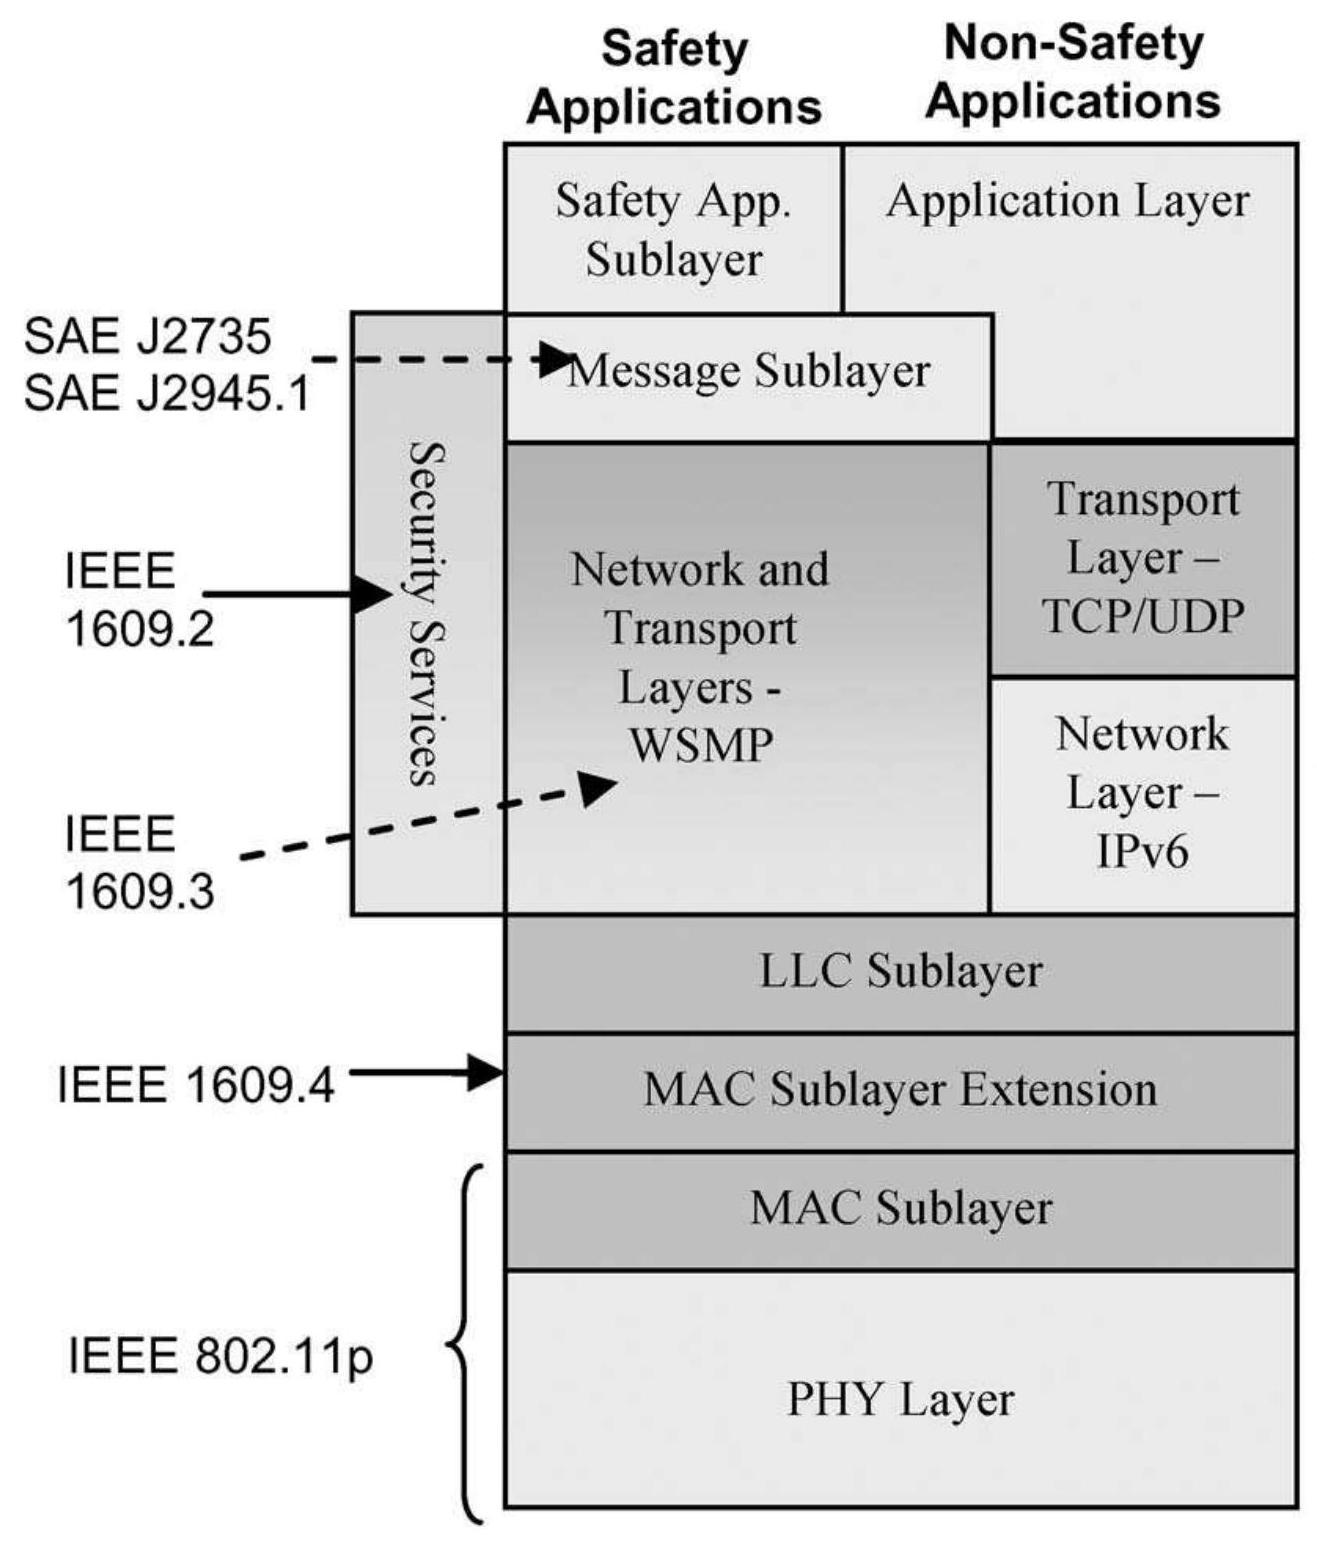 Safety
Applications
Non-Safety
Applications
Safety App.
Sublayer
Application Layer
SAE J2735
SAE J2945.1
Message Sublayer
Security Services
IEEE
1609.2
Network and
Transport
Layers -
WSMP
Transport
Layer –
TCP/UDP
Network
Layer –
IPv6
IEEE
1609.3
LLC Sublayer
IEEE 1609.4
MAC Sublayer Extension
MAC Sublayer
IEEE 802.11p
PHY Layer